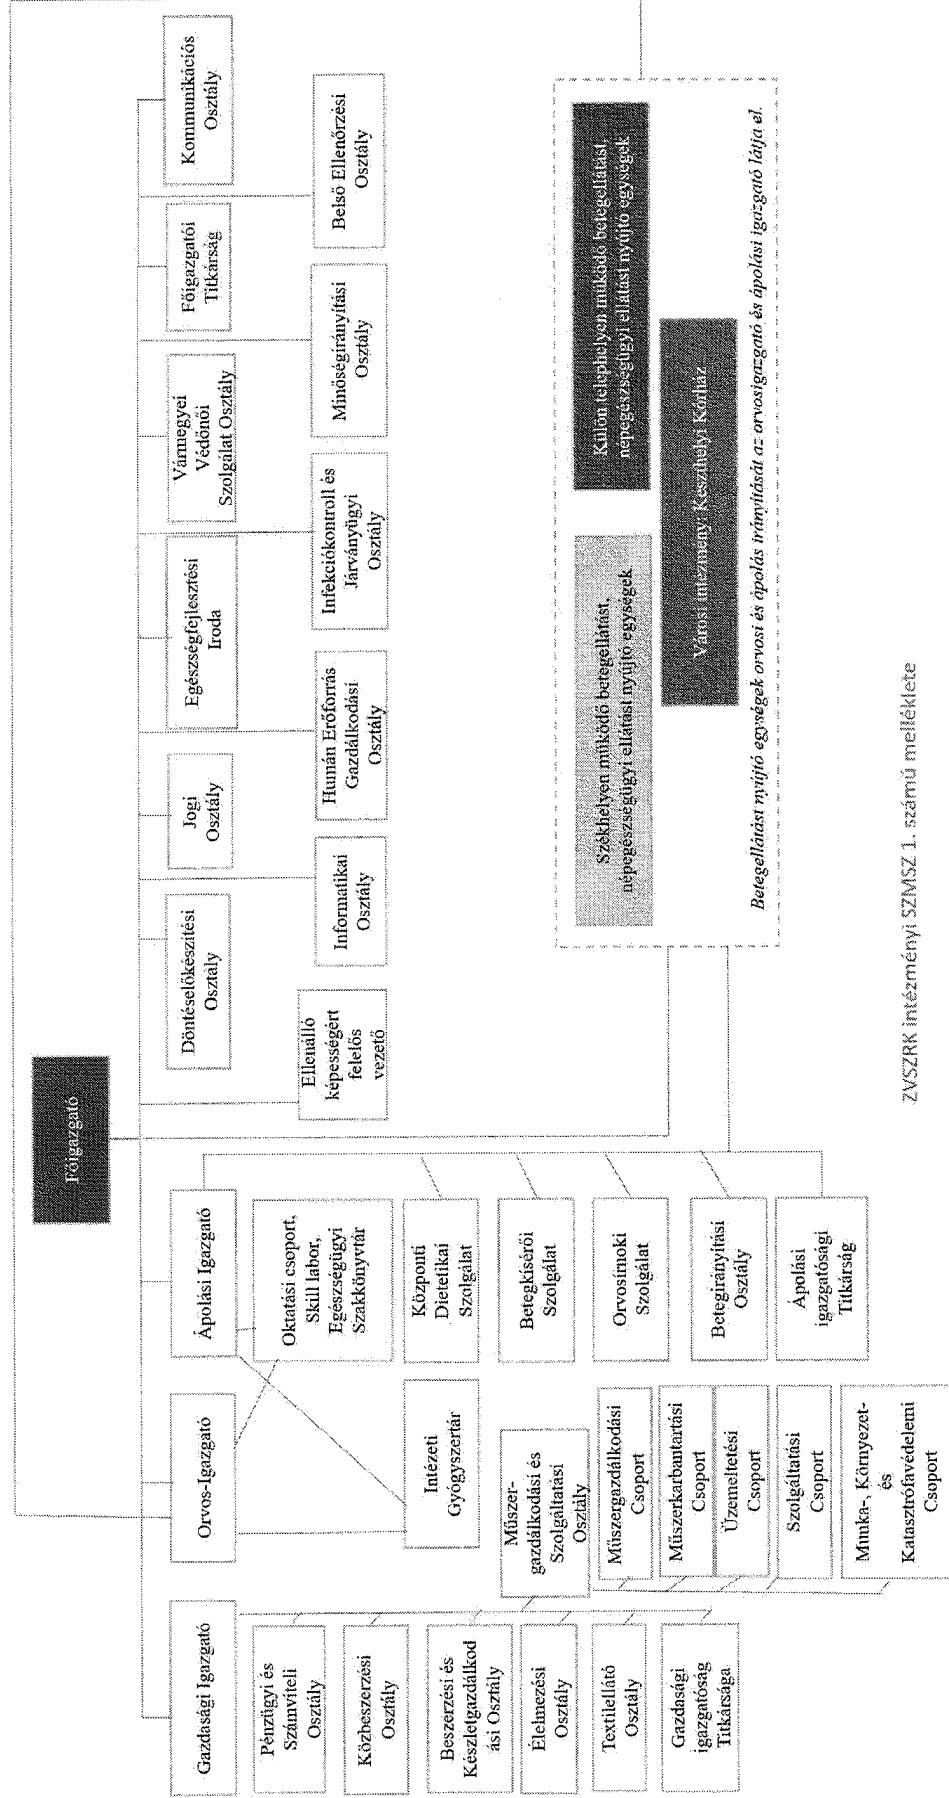 Főigazgató
Gazdasági Igazgató
Orvos-Igazgató
Ápolási Igazgató
Döntéselőkészítési
Osztály
Jogi
Osztály
Egészségfejlesztési
Iroda
Vármegyei
Védőnői
Szolgálat Osztály
Főigazgatói
Titkárság
Kommunikációs
Osztály
Ellenálló
képességért
felelős
vezető
Informatikai
Osztály
Humán Erőforrás
Gazdálkodási
Osztály
Infekciókontroll és
Járványügyi
Osztály
Minőségirányítási
Osztály
Belső Ellenőrzési
Osztály
Pénzügyi és
Számviteli
Osztály
Közbeszerzési
Osztály
Beszerzési és
Készletgazdálkod
ási Osztály
Élelmezési
Osztály
Textilellátó
Osztály
Gazdasági
igazgatóság
Titkársága
Műszer-
gazdálkodási és
Szolgáltatási
Osztály
Műszergazdálkodási
Csoport
Műszerkarbantartási
Csoport
Üzemeltetési
Csoport
Szolgáltatási
Csoport
Munka-, Környezet-
és
Katasztrófavédelemi
Csoport
Intézeti
Gyógyszertár
Oktatási csoport,
Skill labor,
Egészségügyi
Szakkönyvtár
Központi
Dietetikai
Szolgálat
Betegkísérői
Szolgálat
Orvosírnoki
Szolgálat
Betegirányítási
Osztály
Ápolási
igazgatósági
Titkárság
Székhelyen működő betegellátást,
népegészségügyi ellátást nyújtó egységek
Külön telephelyen működő betegellátást,
népegészségügyi ellátást nyújtó egységek
Városi intézmény: Keszthelyi Kórház
Betegellátást nyújtó egységek orvosi és ápolás irányítását az orvosigazgató és ápolási igazgató látja el.
ZVSZRK intézményi SZMSZ 1. számú melléklete